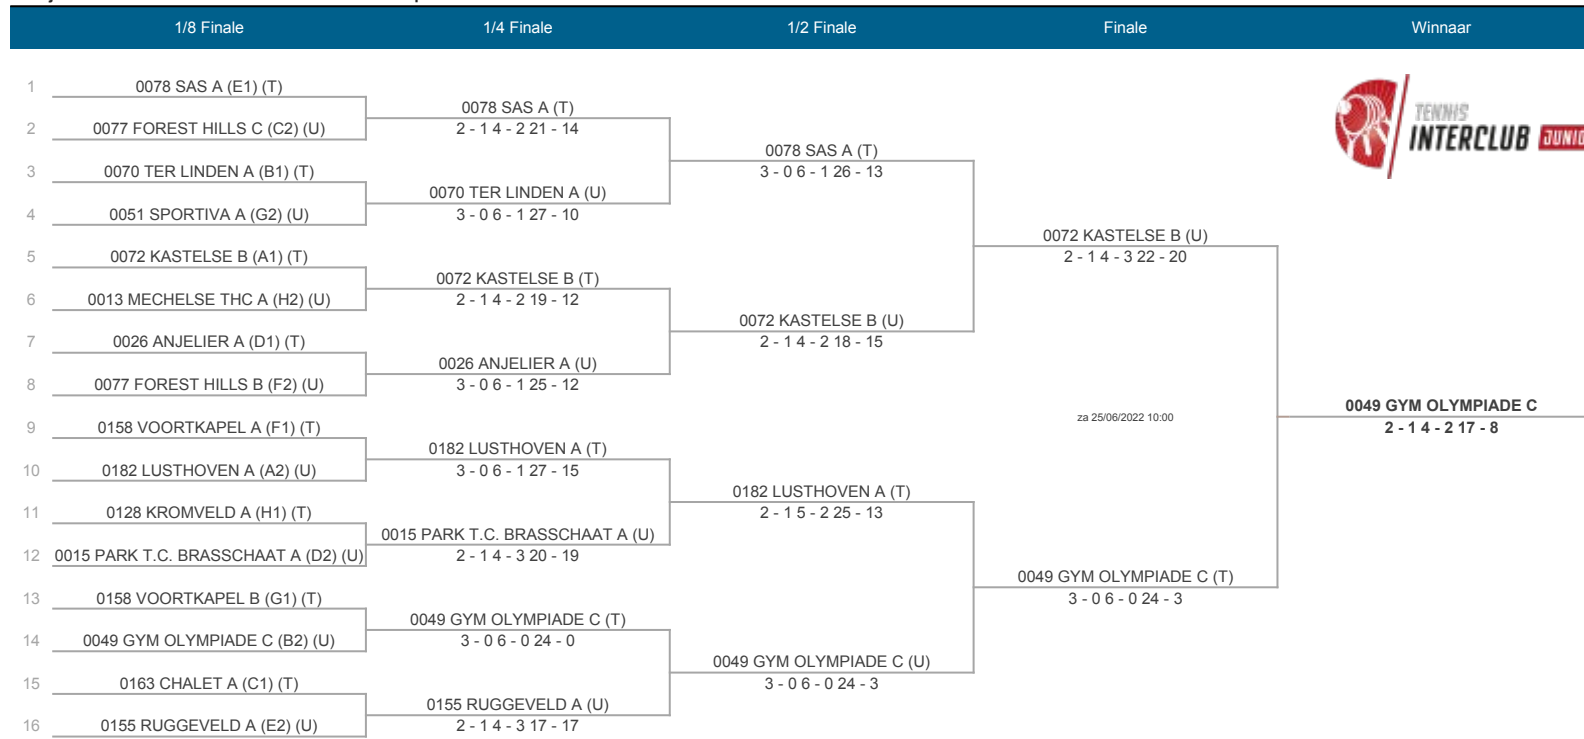 1/8 Finale 1/4 Finale 1/2 Finale Finale Winnaar
1 0078 SAS A (E1) (T)
0078 SAS A (T)
2 0077 FOREST HILLS C (C2) (U)
2 - 1 4 - 2 21 - 14
0078 SAS A (T)
3 0070 TER LINDEN A (B1) (T)
3 - 0 6 - 1 26 - 13
0070 TER LINDEN A (U)
4 0051 SPORTIVA A (G2) (U)
3 - 0 6 - 1 27 - 10
0072 KASTELSE B (U)
5 0072 KASTELSE B (A1) (T)
2 - 1 4 - 3 22 - 20
0072 KASTELSE B (T)
6 0013 MECHELSE THC A (H2) (U)
2 - 1 4 - 2 19 - 12
0072 KASTELSE B (U)
7 0026 ANJELIER A (D1) (T)
2 - 1 4 - 2 18 - 15
0026 ANJELIER A (U)
8 0077 FOREST HILLS B (F2) (U)
3 - 0 6 - 1 25 - 12
0049 GYM OLYMPIADE C
za 25/06/2022 10:00
9 0158 VOORTKAPEL A (F1) (T)
2 - 1 4 - 2 17 - 8
0182 LUSTHOVEN A (T)
10 0182 LUSTHOVEN A (A2) (U)
3 - 0 6 - 1 27 - 15
0182 LUSTHOVEN A (T)
11 0128 KROMVELD A (H1) (T)
2 - 1 5 - 2 25 - 13
0015 PARK T.C. BRASSCHAAT A (U)
12 0015 PARK T.C. BRASSCHAAT A (D2) (U)
2 - 1 4 - 3 20 - 19
0049 GYM OLYMPIADE C (T)
13 0158 VOORTKAPEL B (G1) (T)
3 - 0 6 - 0 24 - 3
0049 GYM OLYMPIADE C (T)
14 0049 GYM OLYMPIADE C (B2) (U)
3 - 0 6 - 0 24 - 0
0049 GYM OLYMPIADE C (U)
15 0163 CHALET A (C1) (T)
3 - 0 6 - 0 24 - 3
0155 RUGGEVELD A (U)
16 0155 RUGGEVELD A (E2) (U)
2 - 1 4 - 3 17 - 17
TENNIS
INTERCLUB